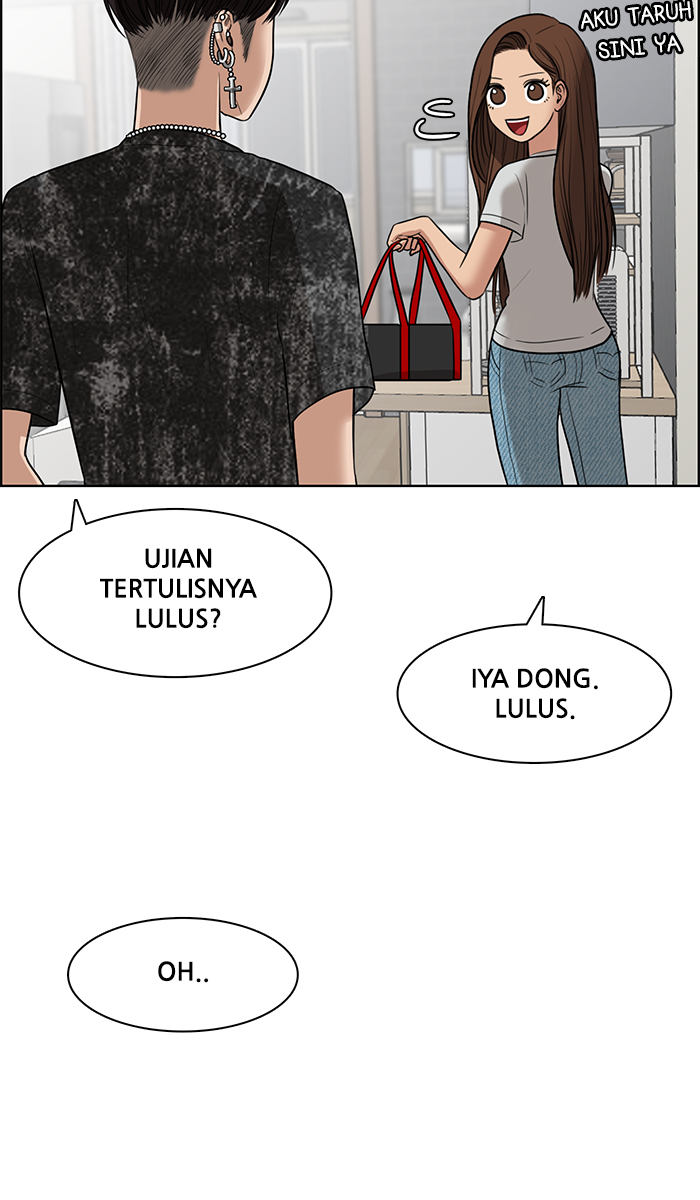 AKU TARUH
SINI YA
UJIAN
TERTULISNYA
LULUS?
IYA DONG.
LULUS.
OH..